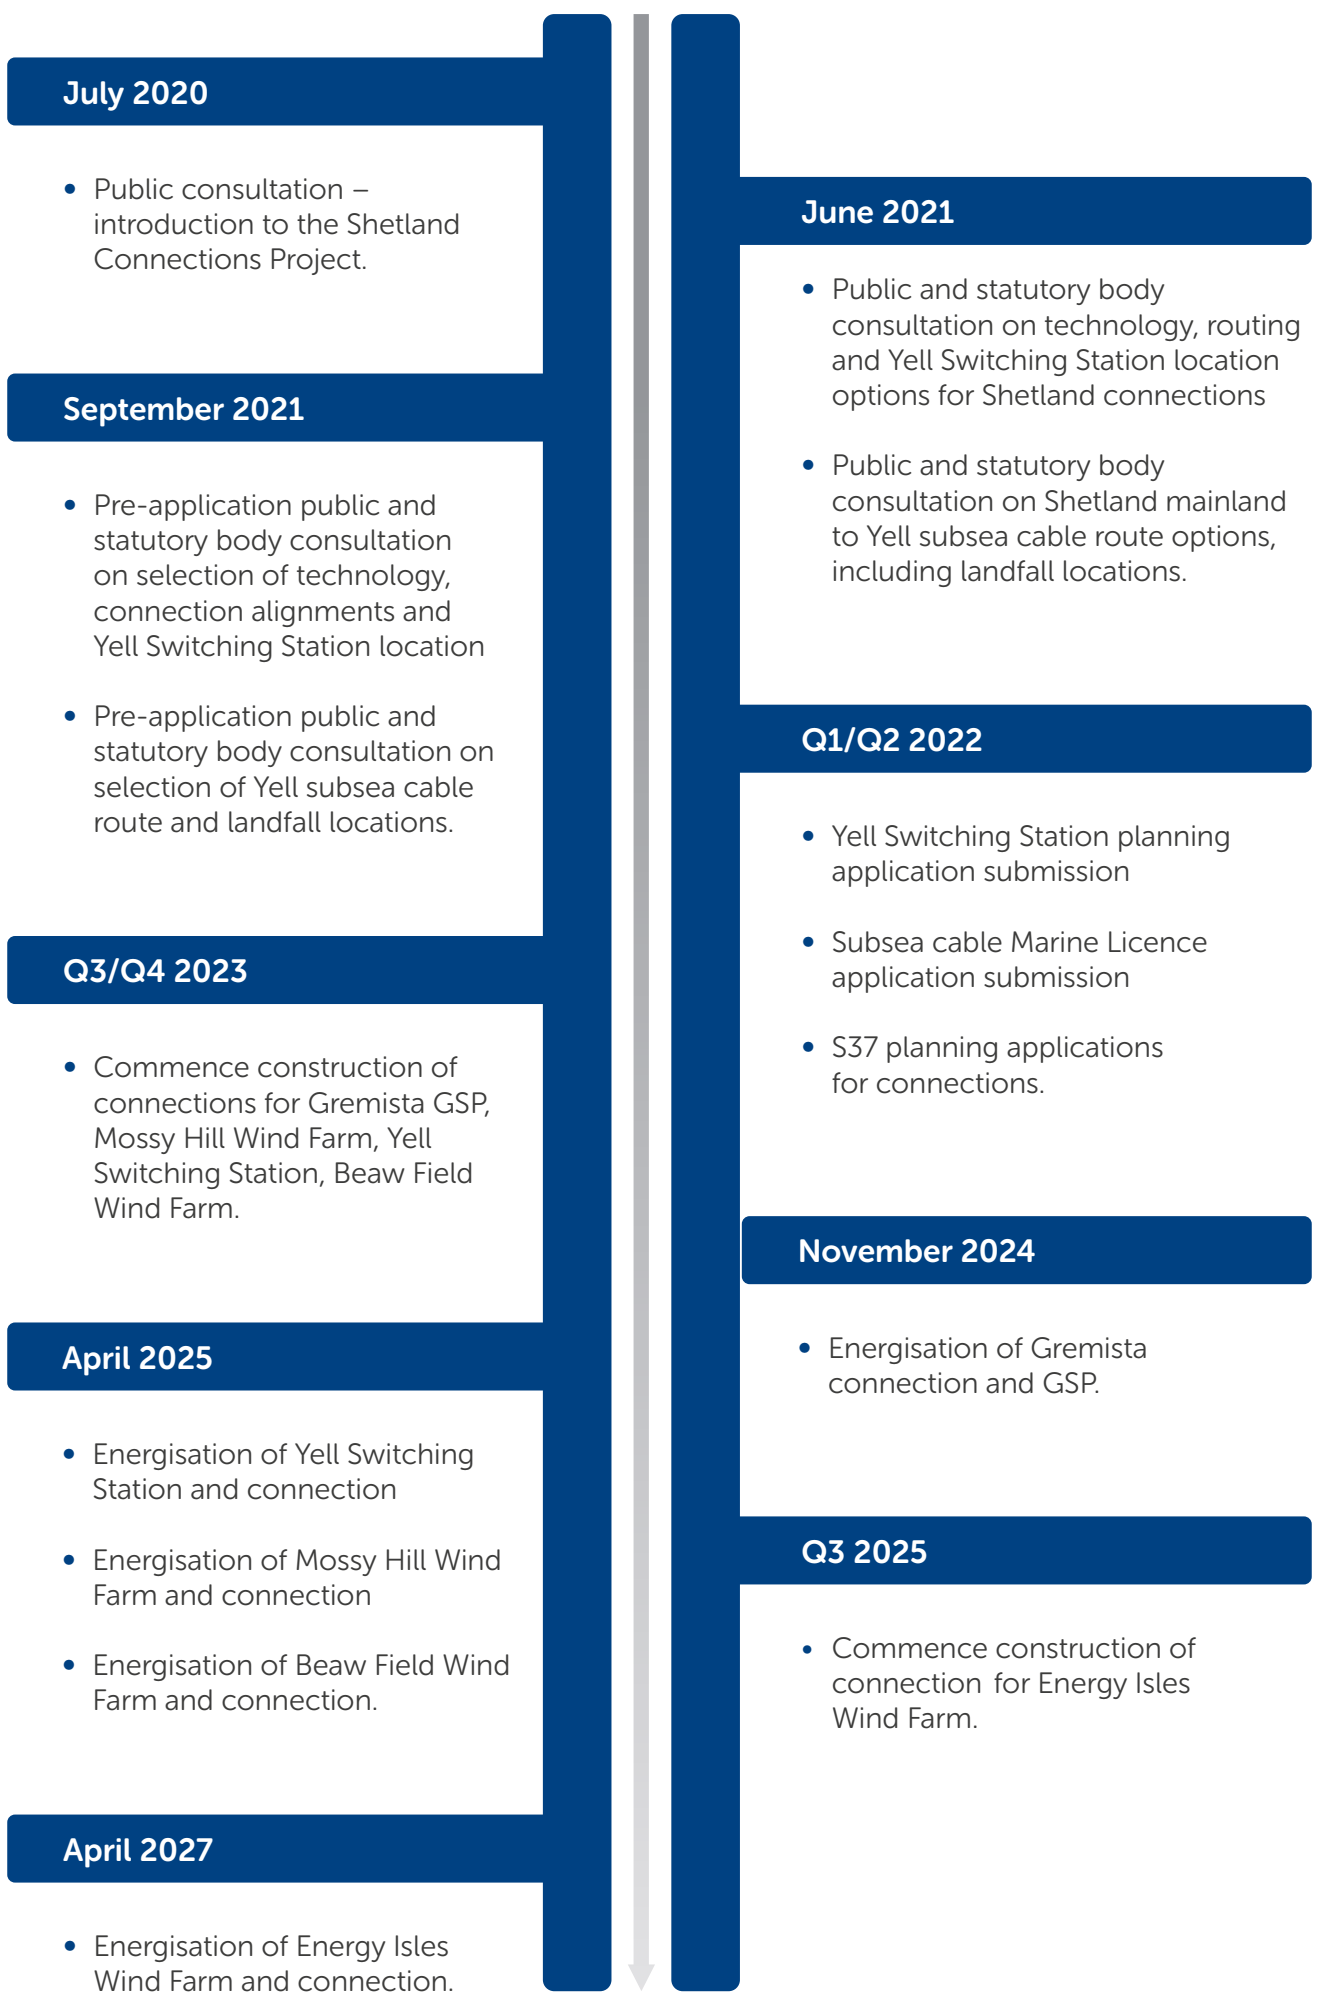 July 2020
• Public consultation –
introduction to the Shetland
Connections Project.
June 2021
• Public and statutory body
consultation on technology, routing
and Yell Switching Station location
options for Shetland connections
• Public and statutory body
consultation on Shetland mainland
to Yell subsea cable route options,
including landfall locations.
September 2021
• Pre-application public and
statutory body consultation
on selection of technology,
connection alignments and
Yell Switching Station location
• Pre-application public and
statutory body consultation on
selection of Yell subsea cable
route and landfall locations.
Q1/Q2 2022
• Yell Switching Station planning
application submission
• Subsea cable Marine Licence
application submission
• S37 planning applications
for connections.
Q3/Q4 2023
• Commence construction of
connections for Gremista GSP,
Mossy Hill Wind Farm, Yell
Switching Station, Beaw Field
Wind Farm.
November 2024
• Energisation of Gremista
connection and GSP.
April 2025
• Energisation of Yell Switching
Station and connection
• Energisation of Mossy Hill Wind
Farm and connection
• Energisation of Beaw Field Wind
Farm and connection.
Q3 2025
• Commence construction of
connection for Energy Isles
Wind Farm.
April 2027
• Energisation of Energy Isles
Wind Farm and connection.